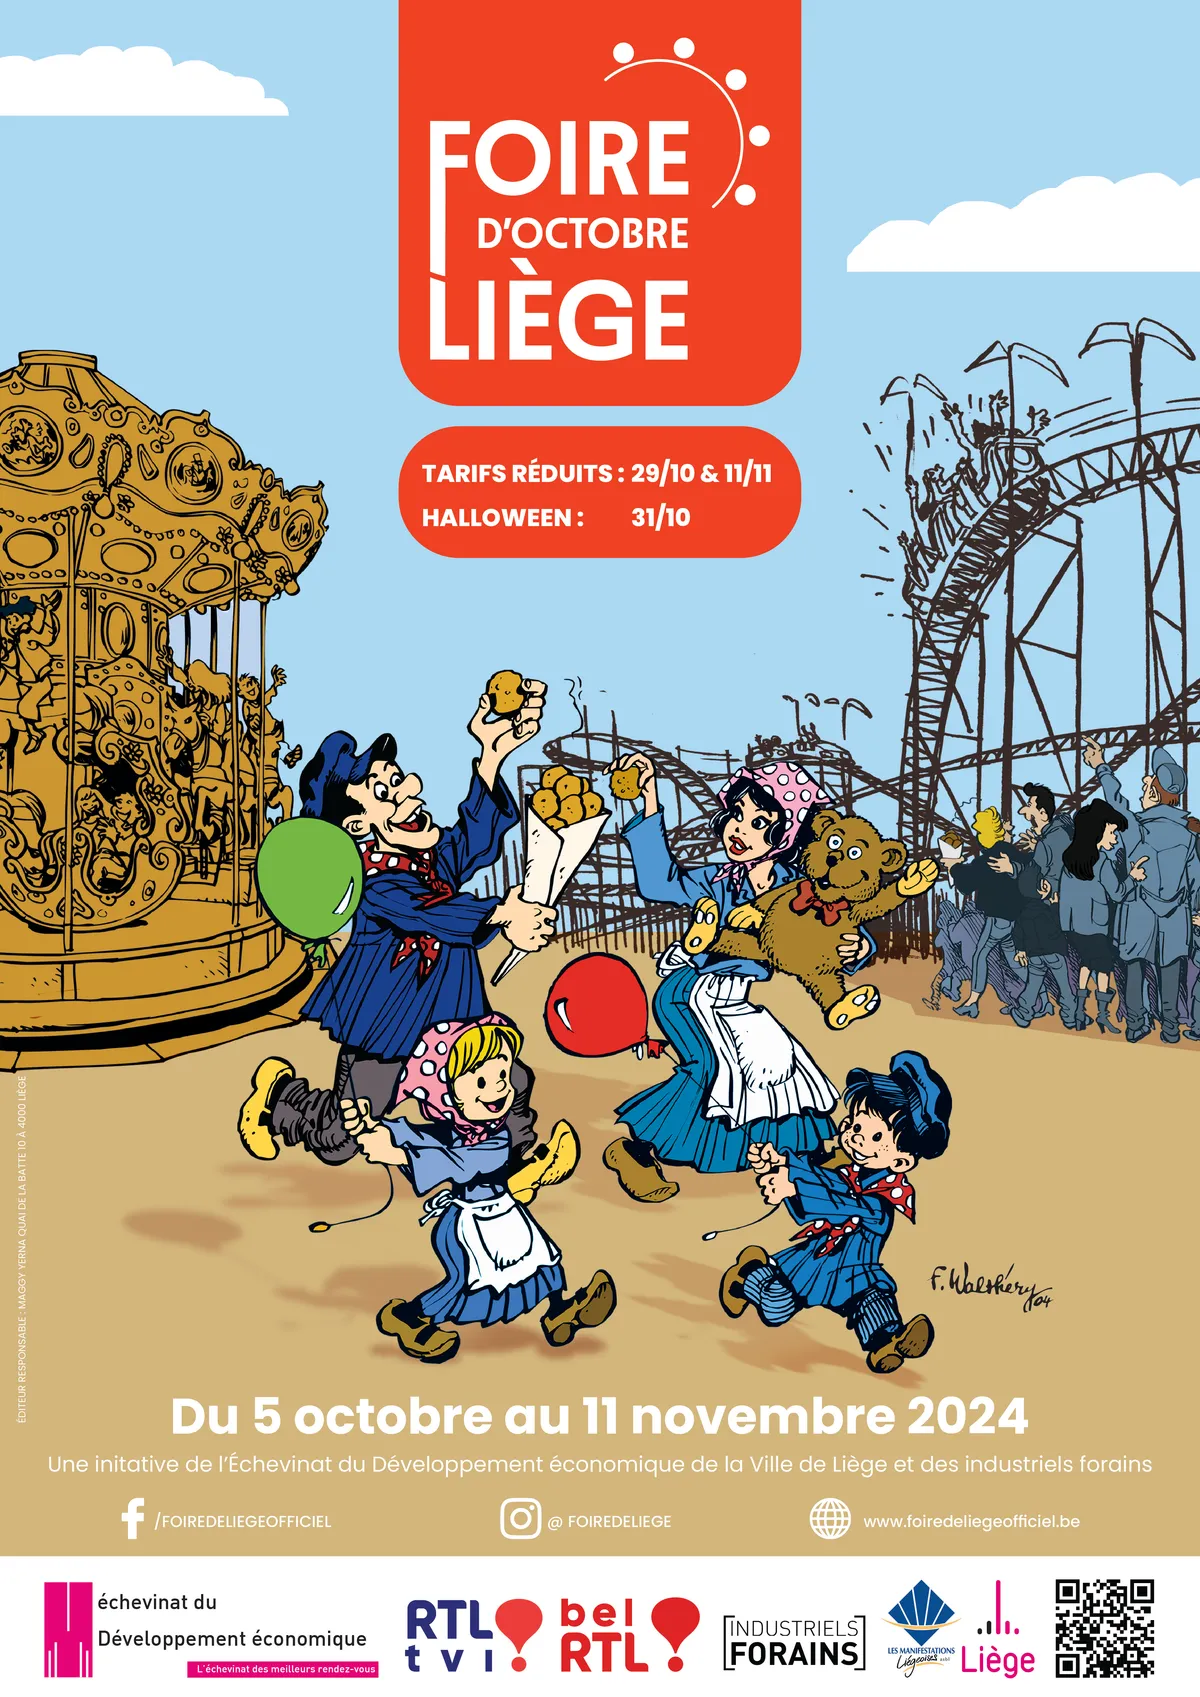 FOIRE
D'OCTOBRE
LIÈGE
TARIFS RÉDUITS : 29/10 & 11/11
HALLOWEEN : 31/10
F. Walthéry 04
ÉDITEUR RESPONSABLE : MAGGY YERNA QUAI DE LA BATTE 10 À 4000 LIÈGE
Du 5 octobre au 11 novembre 2024
Une initative de l'Échevinat du Développement économique de la Ville de Liège et des industriels forains
/FOIREDELIEGEOFFICIEL
@ FOIREDELIEGE
www.foiredeliegeofficiel.be
échevinat du
Développement économique
L'échevinat des meilleurs rendez-vous
RTL
tvi
bel
RTL
INDUSTRIELS
FORAINS
LES MANIFESTATIONS
Liégeoises asbl
Liège